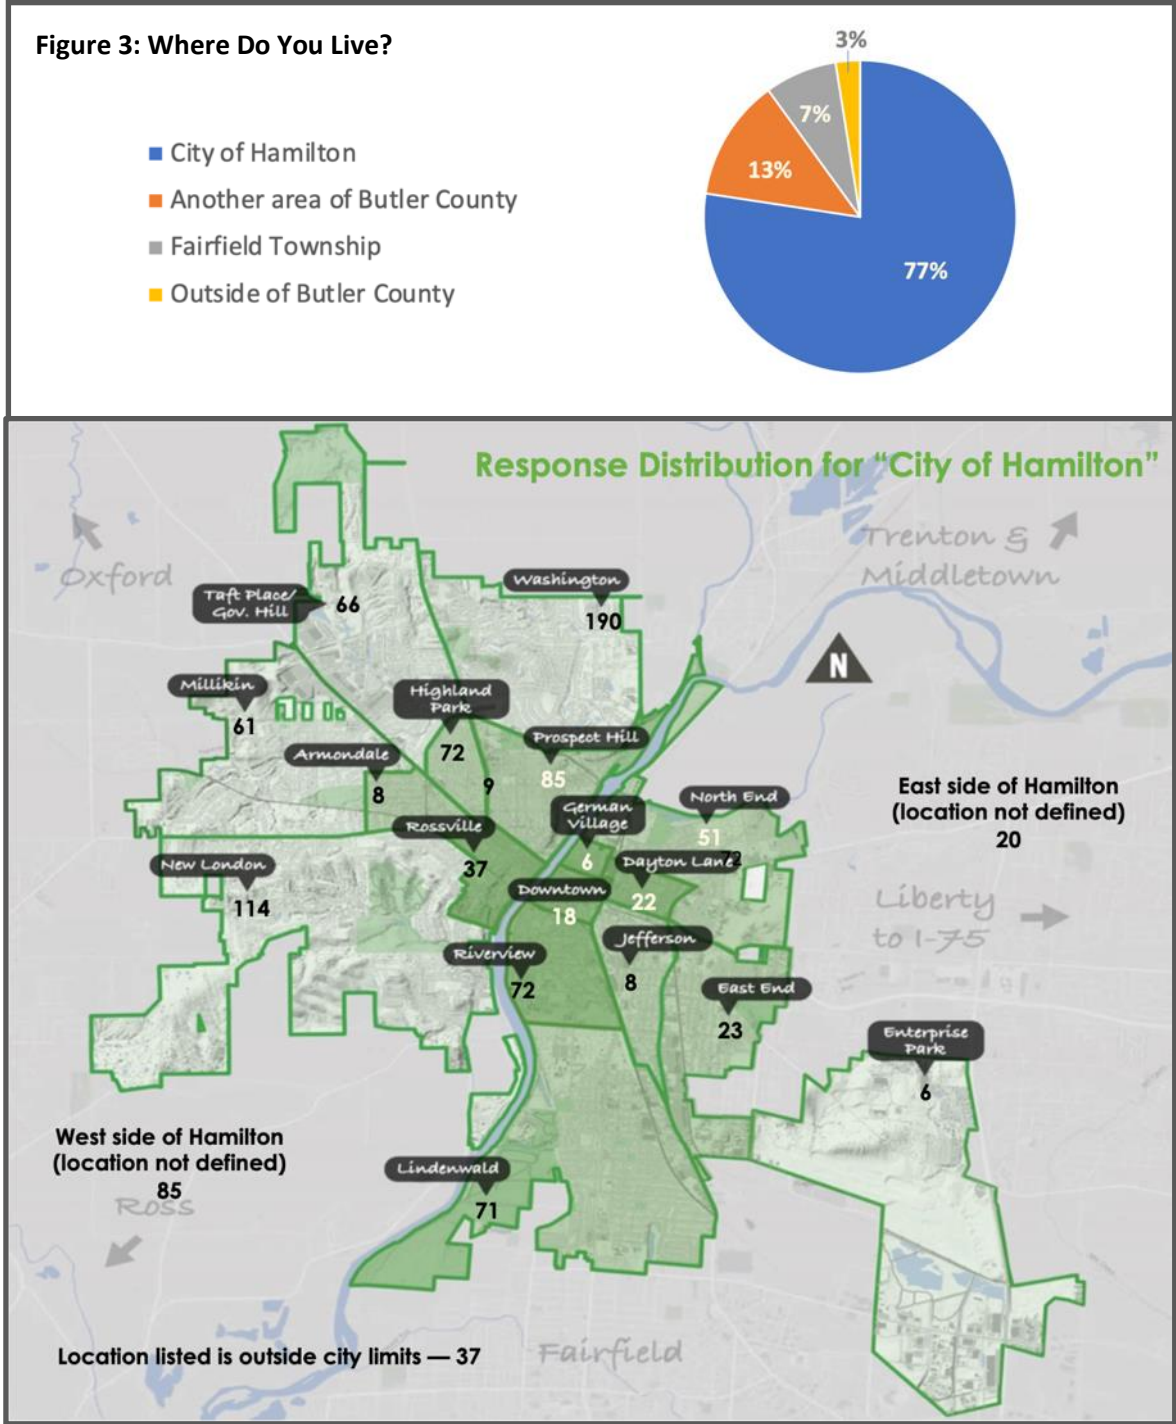 Figure 3: Where Do You Live?
3%
7%
13%
77%
City of Hamilton
Another area of Butler County
Fairfield Township
Outside of Butler County
Response Distribution for “City of Hamilton”
Oxford
Trenton &
Middletown
Washington
190
Taft Place/
Gov. Hill
66
N
Millikin
61
Highland
Park
72
9
Prospect Hill
85
Armondale
8
North End
51
72
East side of Hamilton
(location not defined)
20
German
Village
6
Rossville
37
Dayton Lane
22
New London
114
Downtown
18
Liberty
to I-75
Jefferson
8
Riverview
72
East End
23
Enterprise
Park
6
West side of Hamilton
(location not defined)
85
Ross
Lindenwald
71
Location listed is outside city limits — 37
Fairfield